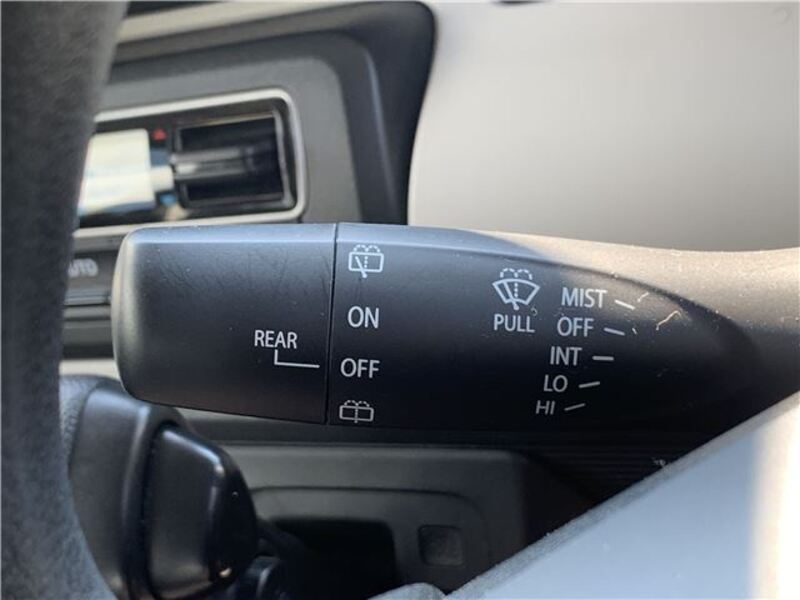 REAR
ON
OFF
PULL
MIST
OFF
INT
LO
HI